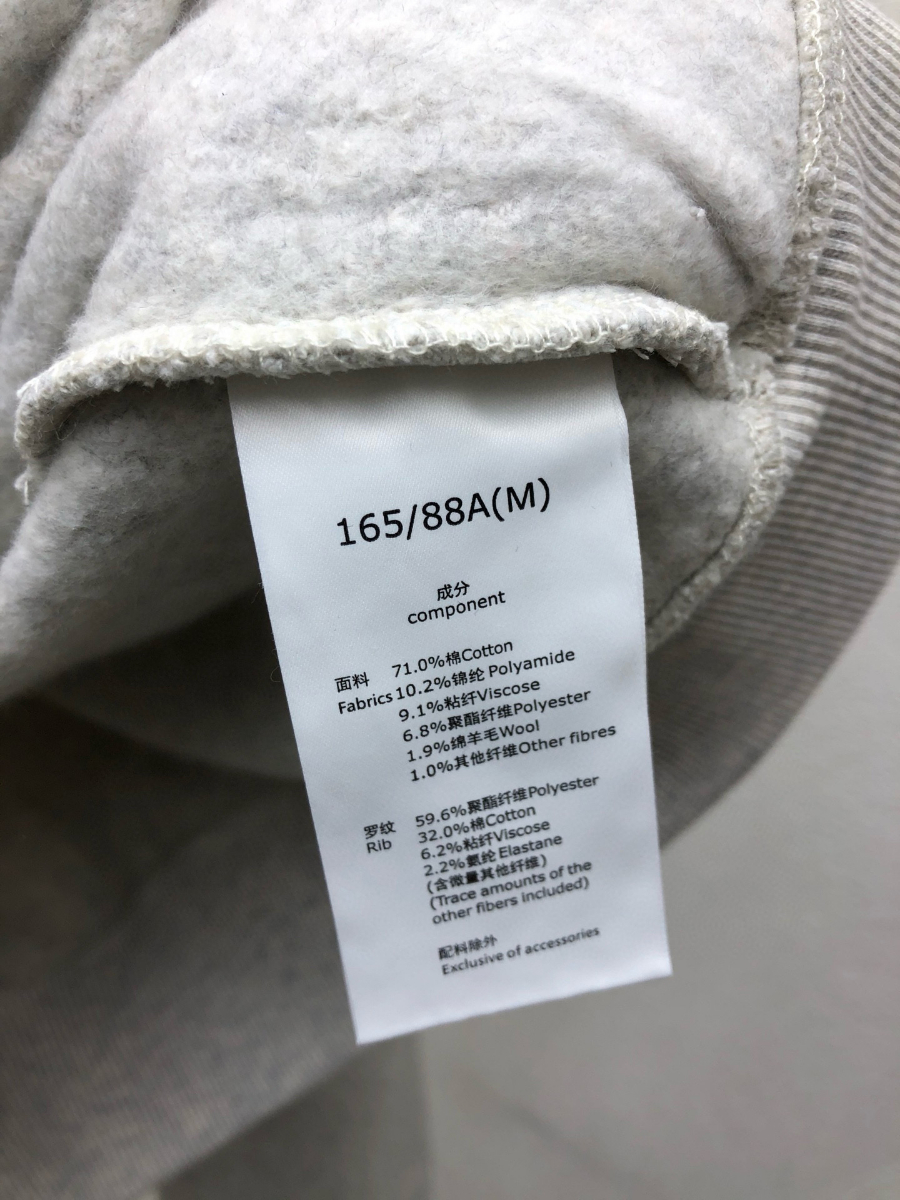 165/88A(M)
成分
component
面料 71.0%棉Cotton
Fabrics 10.2%锦纶 Polyamide
9.1%粘纤Viscose
6.8%聚酯纤维Polyester
1.9%绵羊毛Wool
1.0%其他纤维Other fibres
罗纹 59.6%聚酯纤维Polyester
Rib 32.0%棉Cotton
6.2%粘纤Viscose
2.2%氨纶 Elastane
(含微量其他纤维)
(Trace amounts of the
other fibers included)
配料除外
Exclusive of accessories